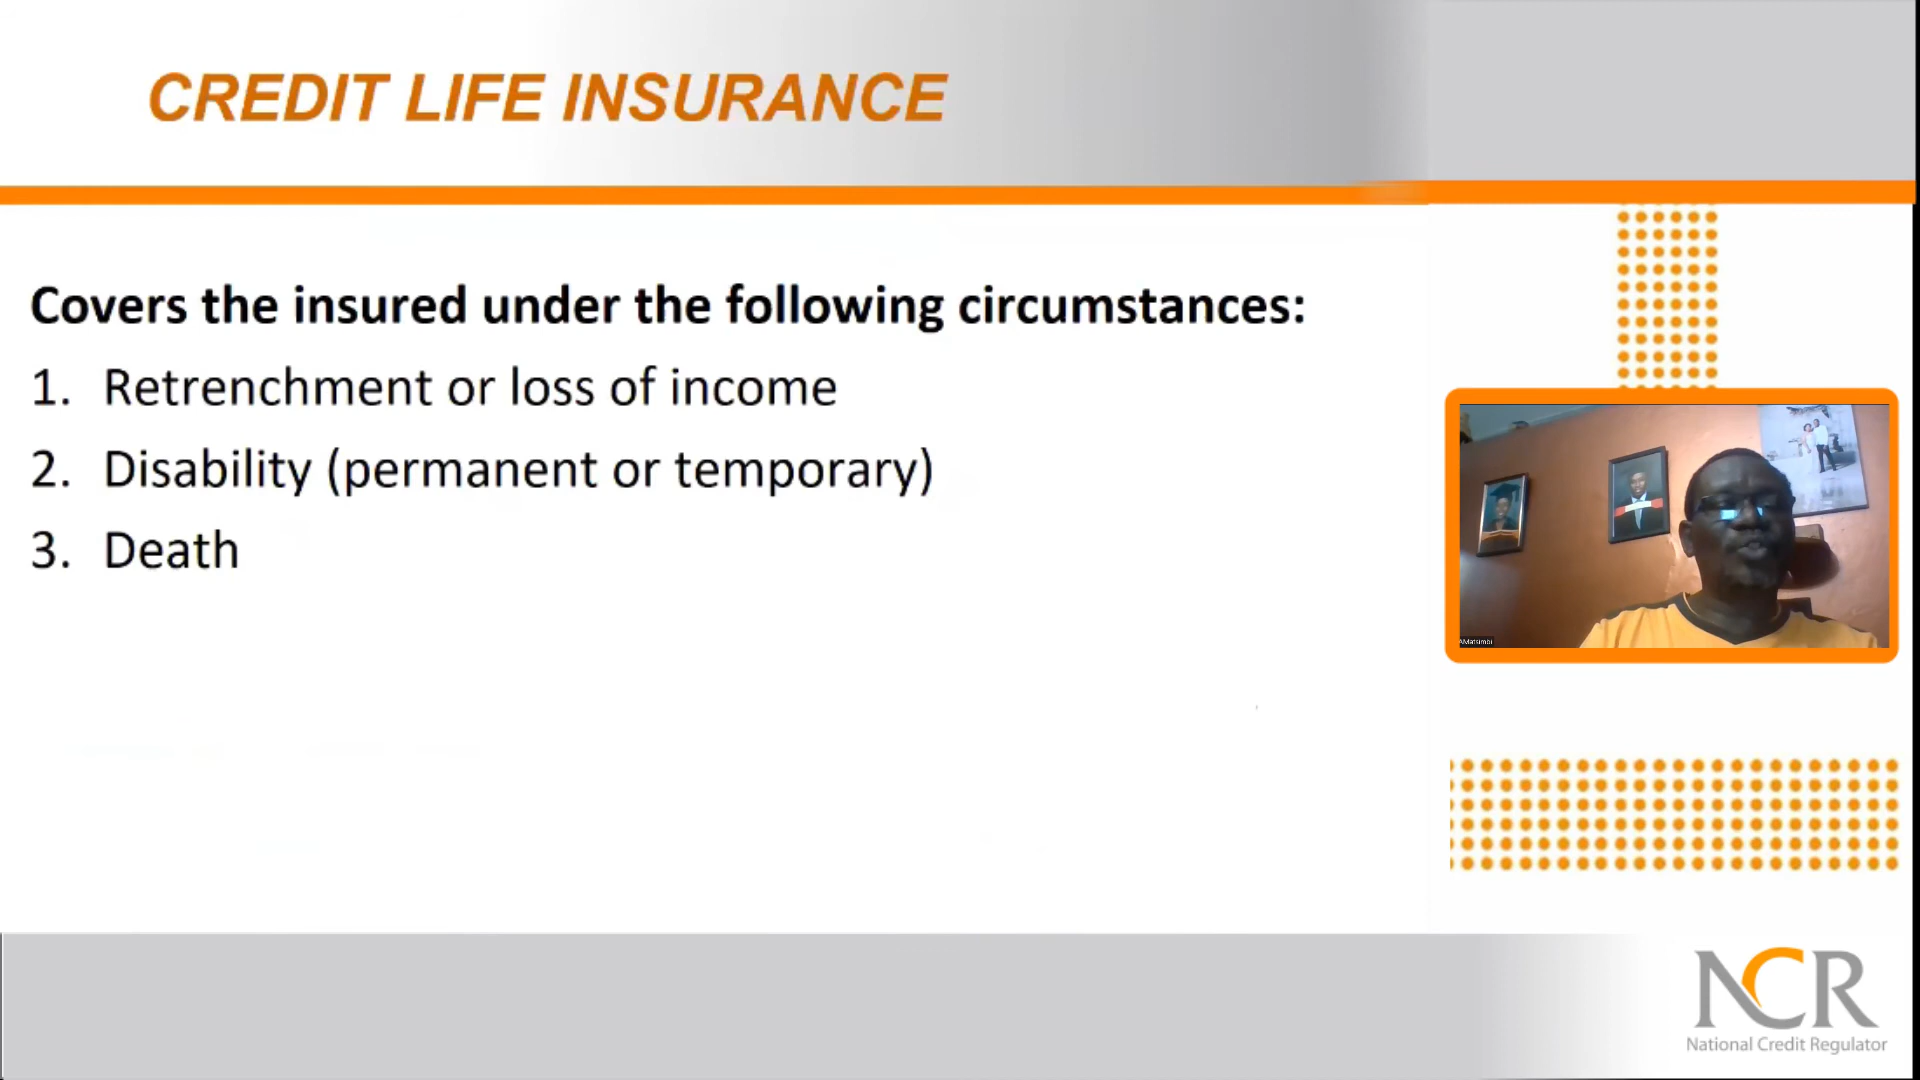 CREDIT LIFE INSURANCE
Covers the insured under the following circumstances:
1. Retrenchment or loss of income
2. Disability (permanent or temporary)
3. Death
AMatsimbi
NCR
National Credit Regulator